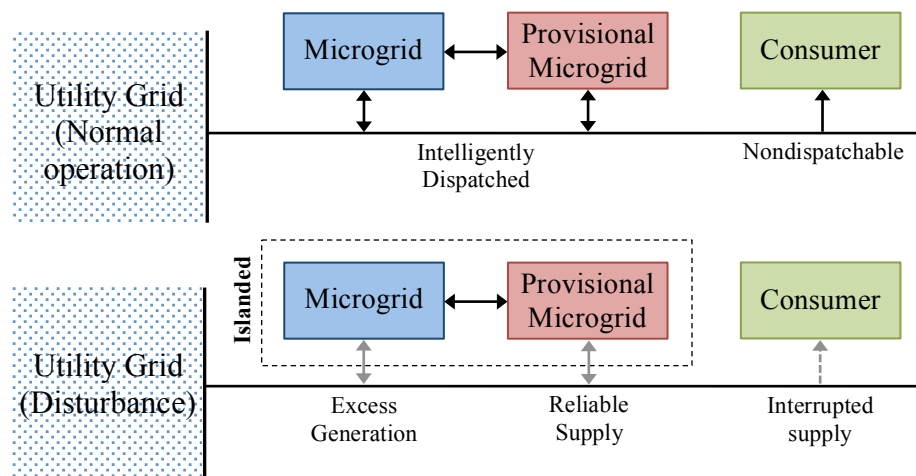 Utility Grid
(Normal
operation)
Microgrid
Provisional
Microgrid
Consumer
Intelligently
Dispatched
Nondispatchable
Utility Grid
(Disturbance)
Islanded
Microgrid
Provisional
Microgrid
Consumer
Excess
Generation
Reliable
Supply
Interrupted
supply